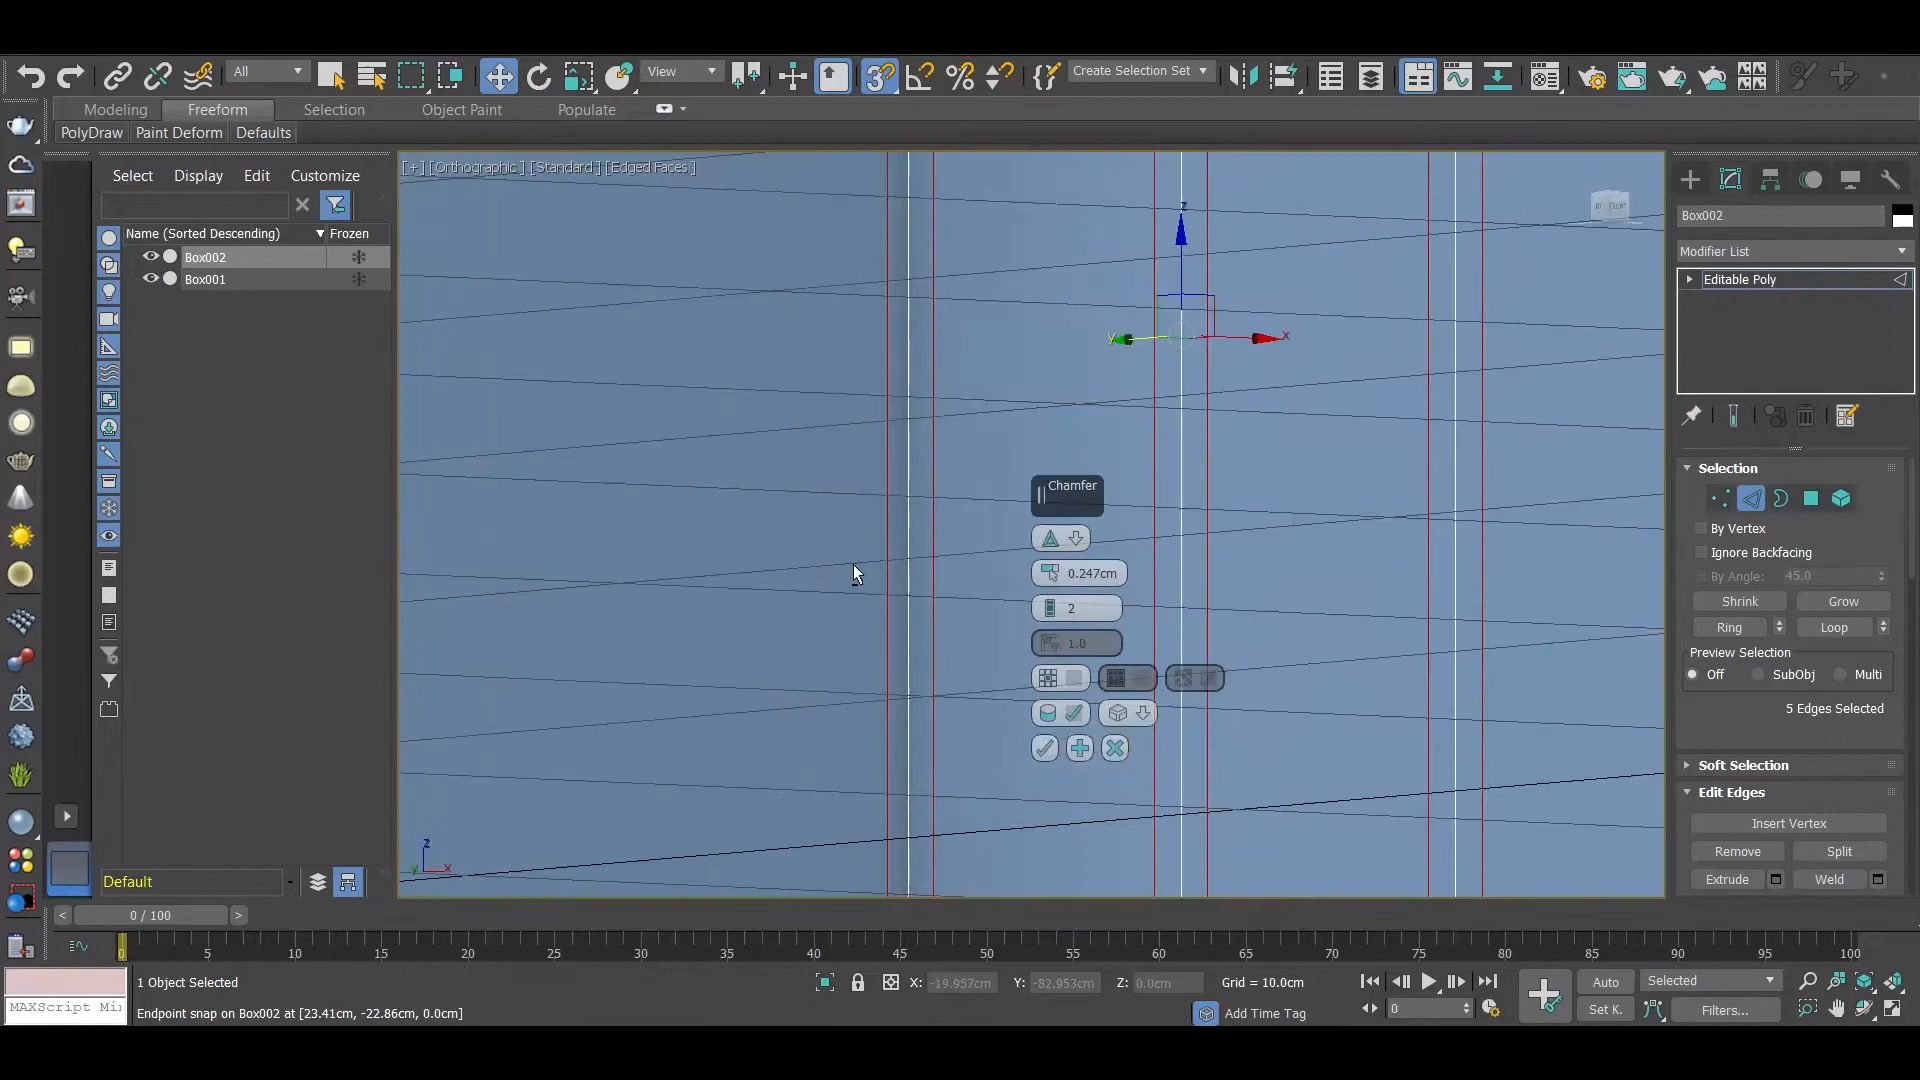 All
View
Create Selection Set
Modeling Freeform Selection Object Paint Populate
PolyDraw Paint Deform Defaults
Select Display Edit Customize
Name (Sorted Descending) Frozen
Box002
Box001
[+] [Orthographic] [Standard] [Edged Faces]
z
y x
Chamfer
0.247cm
2
1.0
z
y x
Box002
Modifier List
Editable Poly
Selection
By Vertex
Ignore Backfacing
By Angle: 45.0
Shrink Grow
Ring Loop
Preview Selection
Off SubObj Multi
5 Edges Selected
Soft Selection
Edit Edges
Insert Vertex
Remove Split
Extrude Weld
Default
< 0 / 100 >
0 5 10 15 20 25 30 35 40 45 50 55 60 65 70 75 80 85 90 95 100
1 Object Selected
X: -19.957cm Y: -82.953cm Z: 0.0cm Grid = 10.0cm
Auto Selected
MAXScript Mi
Endpoint snap on Box002 at [23.41cm, -22.86cm, 0.0cm]
Add Time Tag
0
Set K. Filters...